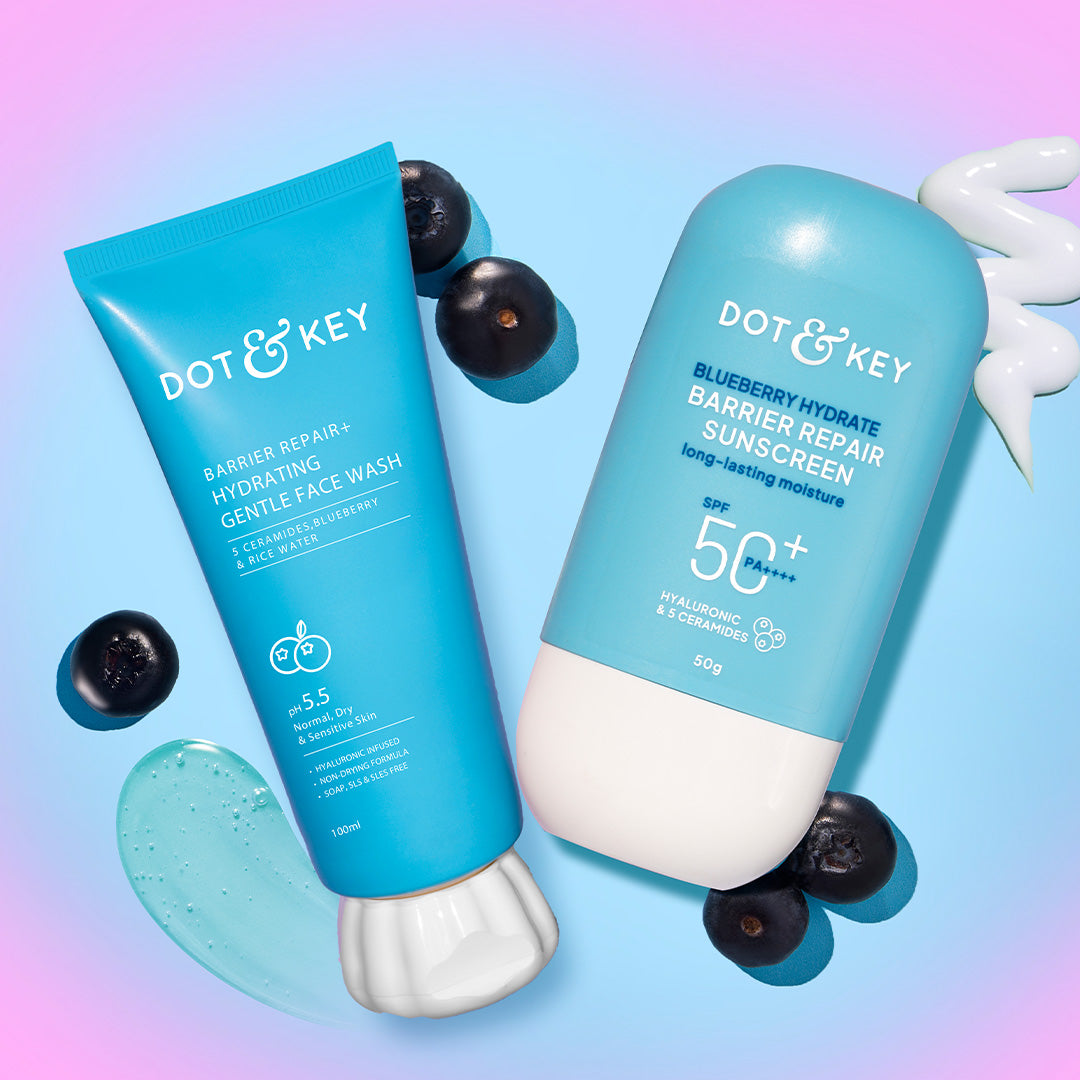 DOT & KEY
BARRIER REPAIR+
HYDRATING
GENTLE FACE WASH
5 CERAMIDES,BLUEBERRY
& RICE WATER
pH 5.5
Normal, Dry
& Sensitive Skin
• HYALURONIC INFUSED
• NON-DRYING FORMULA
• SOAP, SLS & SLES FREE
100ml
DOT & KEY
BLUEBERRY HYDRATE
BARRIER REPAIR
SUNSCREEN
long-lasting moisture
SPF
50+
PA++++
HYALURONIC
& 5 CERAMIDES
50g